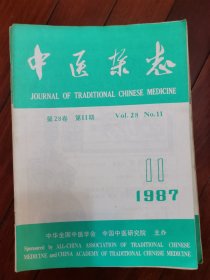 中医杂志
JOURNAL OF TRADITIONAL CHINESE MEDICINE
第28卷 第11期 Vol.28 No.11
11
1987
中华全国中医学会 中国中医研究院 主办
Sponsored by ALL-CHINA ASSOCIATION OF TRADITIONAL CHINESE
MEDICINE and CHINA ACADEMY OF TRADITIONAL CHINESE MEDICINE